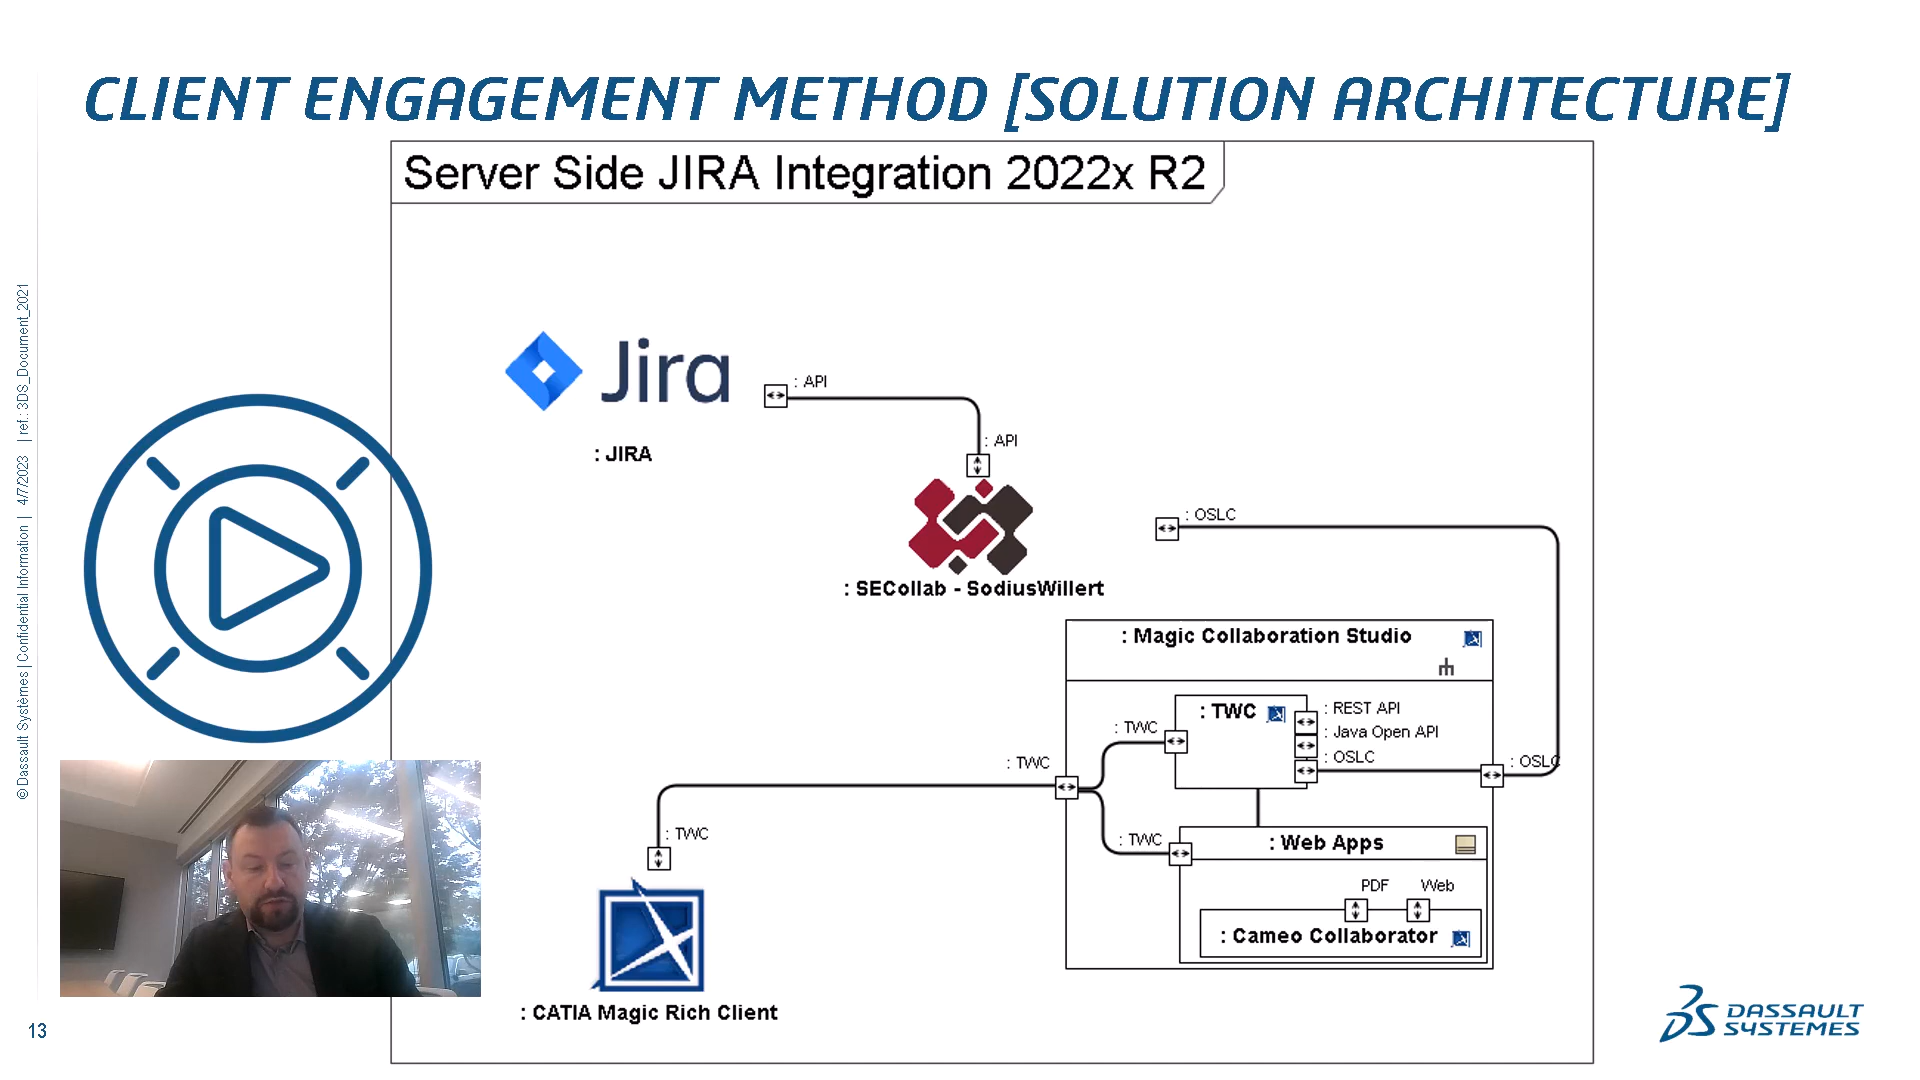 CLIENT ENGAGEMENT METHOD [SOLUTION ARCHITECTURE]
Server Side JIRA Integration 2022x R2
Jira
: API
: JIRA
: API
: SECollab - SodiusWillert
: OSLC
: Magic Collaboration Studio
: TWC
: REST API
: Java Open API
: OSLC
: TWC
: TWC
: OSLC
: TWC
: TWC
: Web Apps
PDF
Web
: Cameo Collaborator
: CATIA Magic Rich Client
© Dassault Systèmes | Confidential Information | 4/7/2023 | ref.: 3DS_Document_2021
13
DASSAULT
SYSTEMES